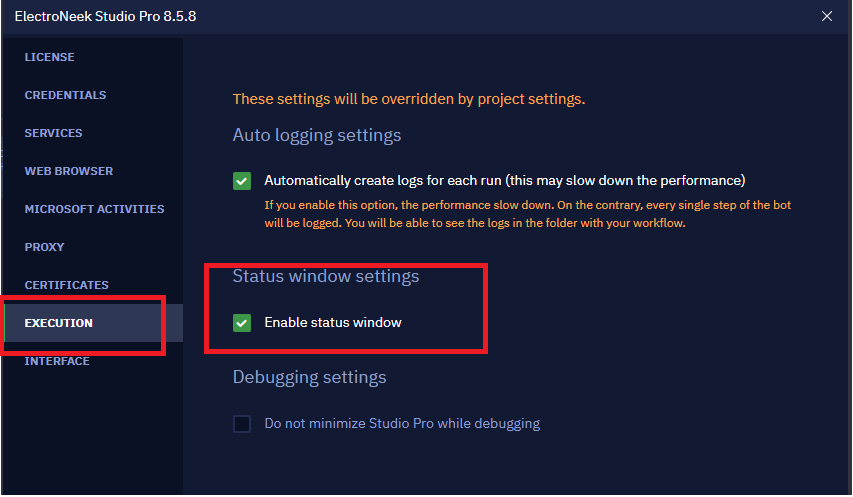 ElectroNeek Studio Pro 8.5.8
LICENSE
CREDENTIALS
SERVICES
WEB BROWSER
MICROSOFT ACTIVITIES
PROXY
CERTIFICATES
EXECUTION
INTERFACE
These settings will be overridden by project settings.
Auto logging settings
Automatically create logs for each run (this may slow down the performance)
If you enable this option, the performance slow down. On the contrary, every single step of the bot
will be logged. You will be able to see the logs in the folder with your workflow.
Status window settings
Enable status window
Debugging settings
Do not minimize Studio Pro while debugging